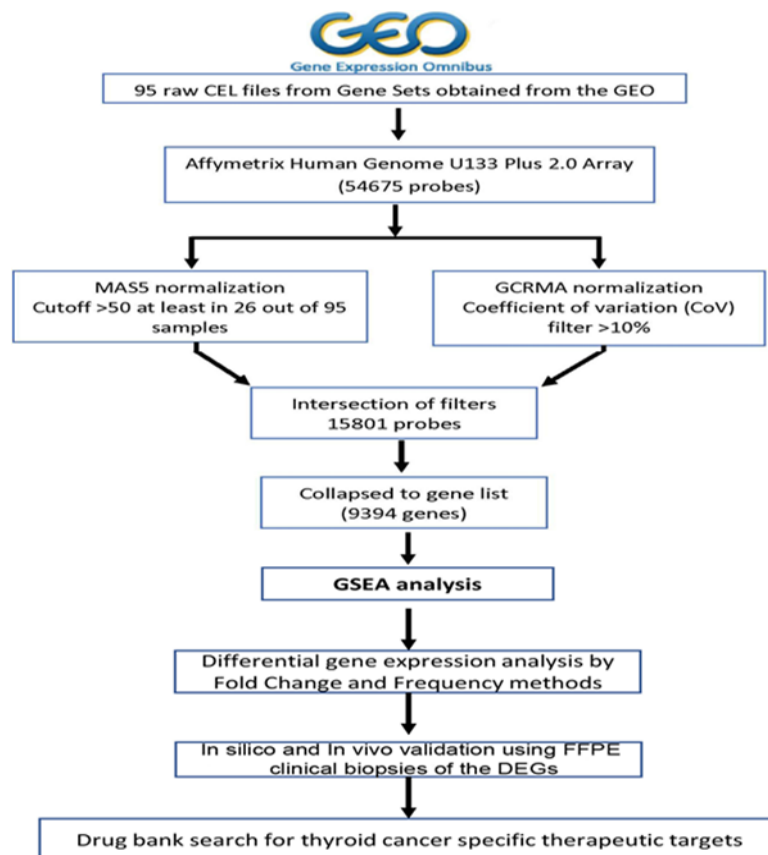 GEO
Gene Expression Omnibus
95 raw CEL files from Gene Sets obtained from the GEO
Affymetrix Human Genome U133 Plus 2.0 Array
(54675 probes)
MAS5 normalization
Cutoff >50 at least in 26 out of 95
samples
GCRMA normalization
Coefficient of variation (CoV)
filter >10%
Intersection of filters
15801 probes
Collapsed to gene list
(9394 genes)
GSEA analysis
Differential gene expression analysis by
Fold Change and Frequency methods
In silico and In vivo validation using FFPE
clinical biopsies of the DEGs
Drug bank search for thyroid cancer specific therapeutic targets